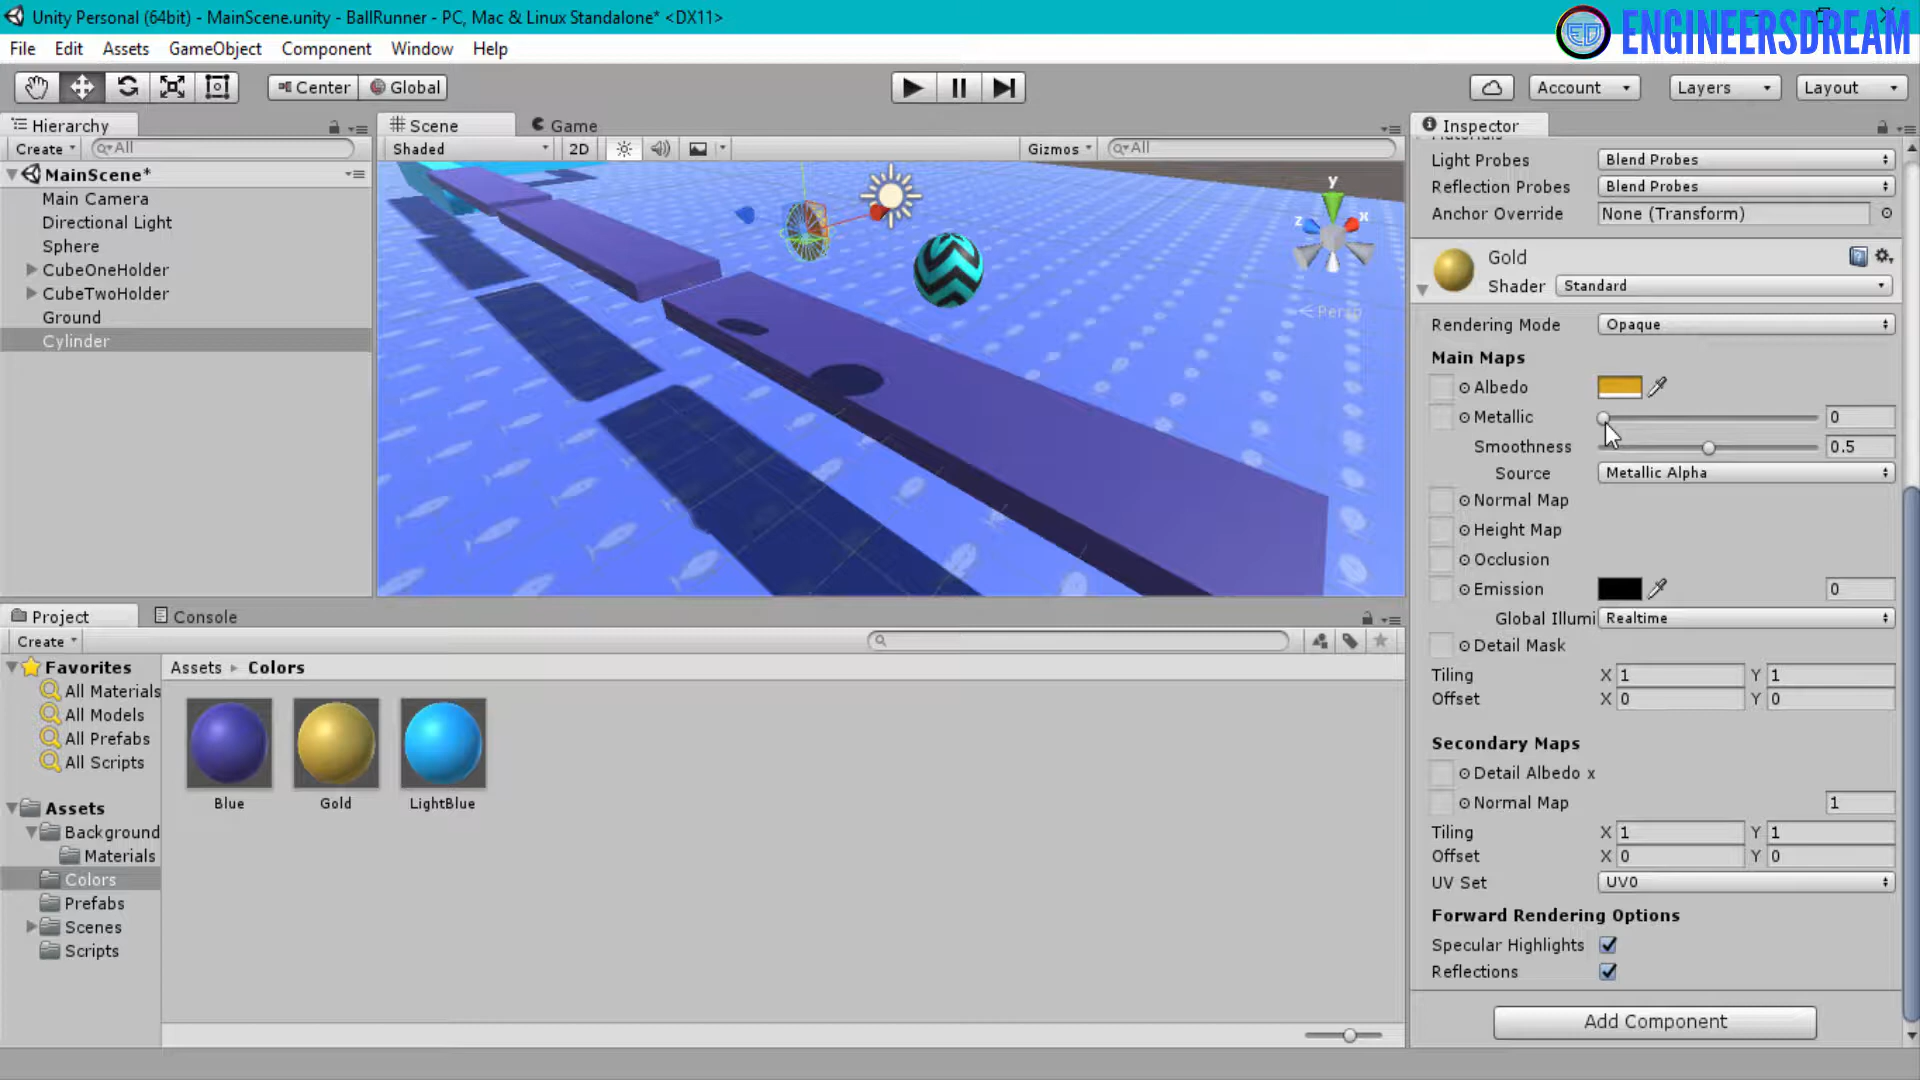 Unity Personal (64bit) - MainScene.unity - BallRunner - PC, Mac & Linux Standalone* <DX11>
ED ENGINEERSDREAM
File Edit Assets GameObject Component Window Help
Center Global Account Layers Layout
Hierarchy
Create All
MainScene*
Main Camera
Directional Light
Sphere
CubeOneHolder
CubeTwoHolder
Ground
Cylinder
Scene Game
Shaded 2D Gizmos All
y
z x
Persp
Inspector
Light Probes Blend Probes
Reflection Probes Blend Probes
Anchor Override None (Transform)
Gold
Shader Standard
Rendering Mode Opaque
Main Maps
Albedo
Metallic 0
Smoothness 0.5
Source Metallic Alpha
Normal Map
Height Map
Occlusion
Emission 0
Global Illumi Realtime
Detail Mask
Tiling X 1 Y 1
Offset X 0 Y 0
Secondary Maps
Detail Albedo x
Normal Map 1
Tiling X 1 Y 1
Offset X 0 Y 0
UV Set UV0
Forward Rendering Options
Specular Highlights
Reflections
Add Component
Project Console
Create
Favorites
All Materials
All Models
All Prefabs
All Scripts
Assets
Background
Materials
Colors
Prefabs
Scenes
Scripts
Assets Colors
Blue Gold LightBlue